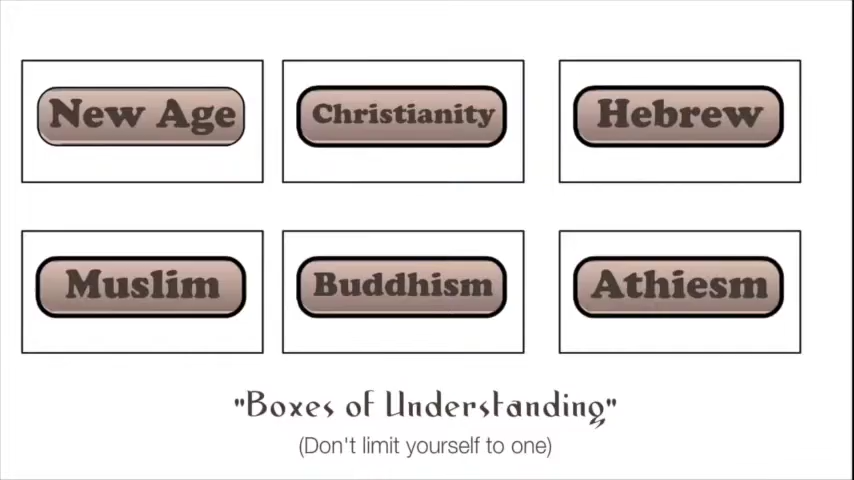 New Age Christianity Hebrew
Muslim Buddhism Athiesm
"Boxes of Understanding"
(Don't limit yourself to one)